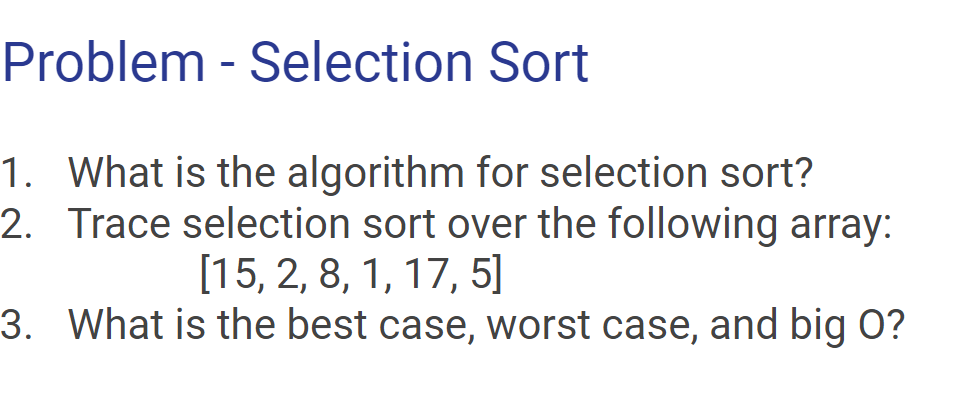 Problem - Selection Sort
1. What is the algorithm for selection sort?
2. Trace selection sort over the following array:
[15, 2, 8, 1, 17, 5]
3. What is the best case, worst case, and big O?